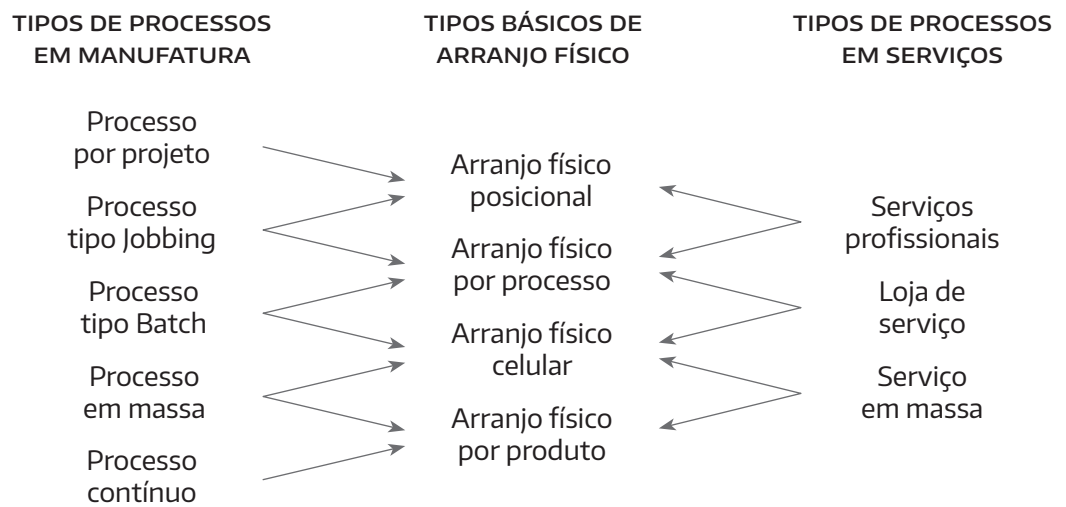 TIPOS DE PROCESSOS
EM MANUFATURA
TIPOS BÁSICOS DE
ARRANJO FÍSICO
TIPOS DE PROCESSOS
EM SERVIÇOS
Processo
por projeto
Processo
tipo Jobbing
Processo
tipo Batch
Processo
em massa
Processo
contínuo
Arranjo físico
posicional
Arranjo físico
por processo
Arranjo físico
celular
Arranjo físico
por produto
Serviços
profissionais
Loja de
serviço
Serviço
em massa